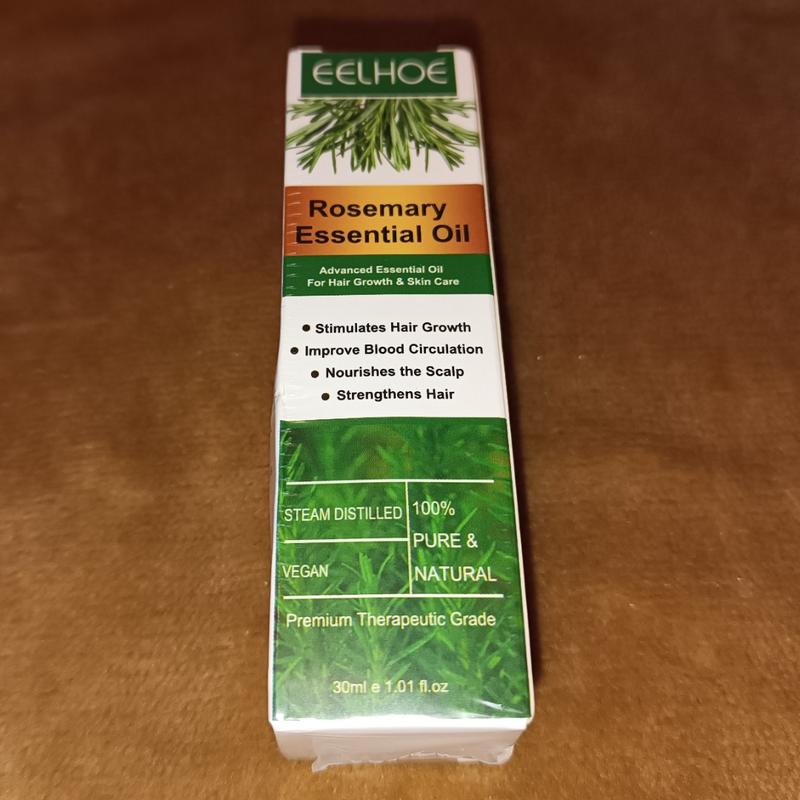 EELHOE
Rosemary
Essential Oil
Advanced Essential Oil
For Hair Growth & Skin Care
• Stimulates Hair Growth
• Improve Blood Circulation
• Nourishes the Scalp
• Strengthens Hair
STEAM DISTILLED
VEGAN
100%
PURE &
NATURAL
Premium Therapeutic Grade
30ml e 1.01 fl.oz